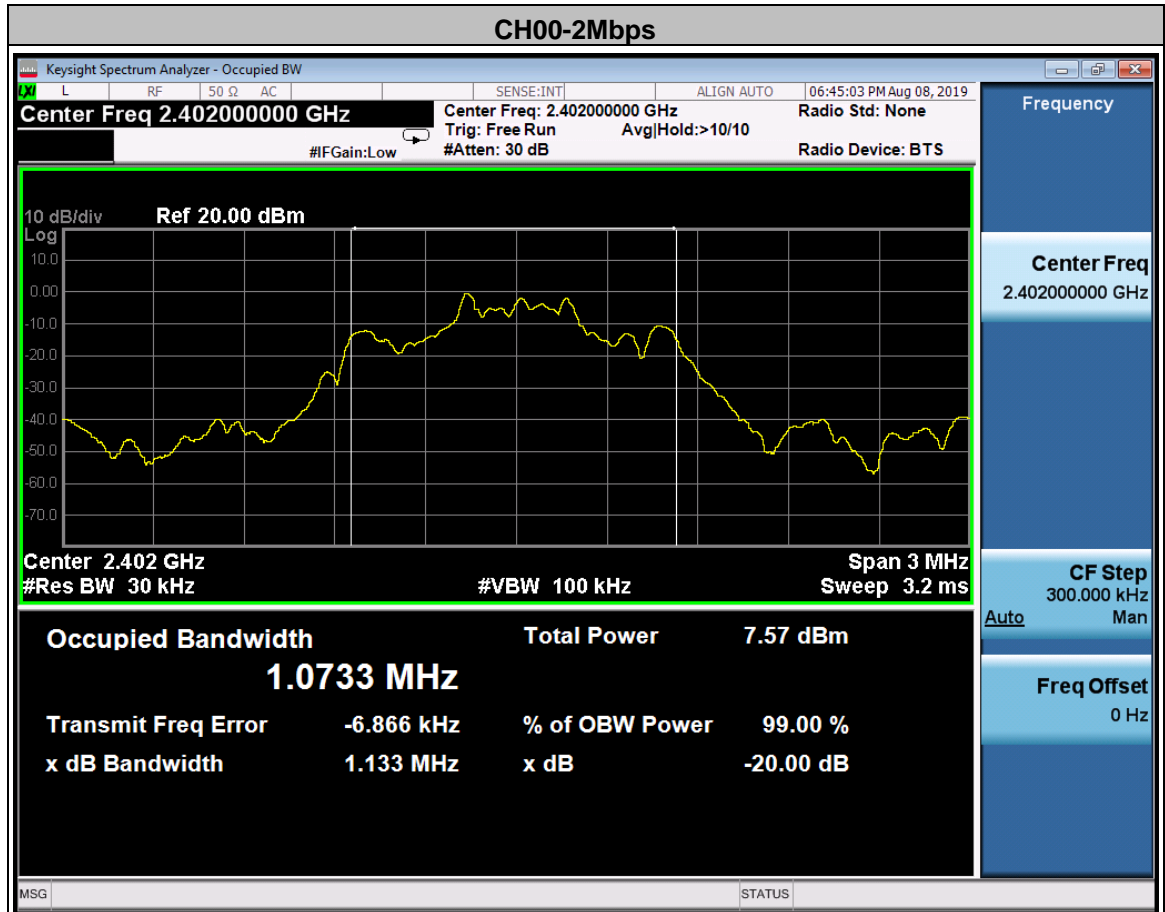 CH00-2Mbps
Keysight Spectrum Analyzer - Occupied BW
LXI L RF 50 Ω AC SENSE:INT ALIGN AUTO 06:45:03 PM Aug 08, 2019
Center Freq 2.402000000 GHz
#IFGain:Low
Center Freq: 2.402000000 GHz
Trig: Free Run Avg|Hold:>10/10
#Atten: 30 dB
Radio Std: None
Radio Device: BTS
10 dB/div Ref 20.00 dBm
Log
10.0
0.00
-10.0
-20.0
-30.0
-40.0
-50.0
-60.0
-70.0
Center 2.402 GHz Span 3 MHz
#Res BW 30 kHz #VBW 100 kHz Sweep 3.2 ms
Occupied Bandwidth Total Power 7.57 dBm
1.0733 MHz
Transmit Freq Error -6.866 kHz % of OBW Power 99.00 %
x dB Bandwidth 1.133 MHz x dB -20.00 dB
Frequency
Center Freq
2.402000000 GHz
CF Step
300.000 kHz
Auto Man
Freq Offset
0 Hz
MSG STATUS